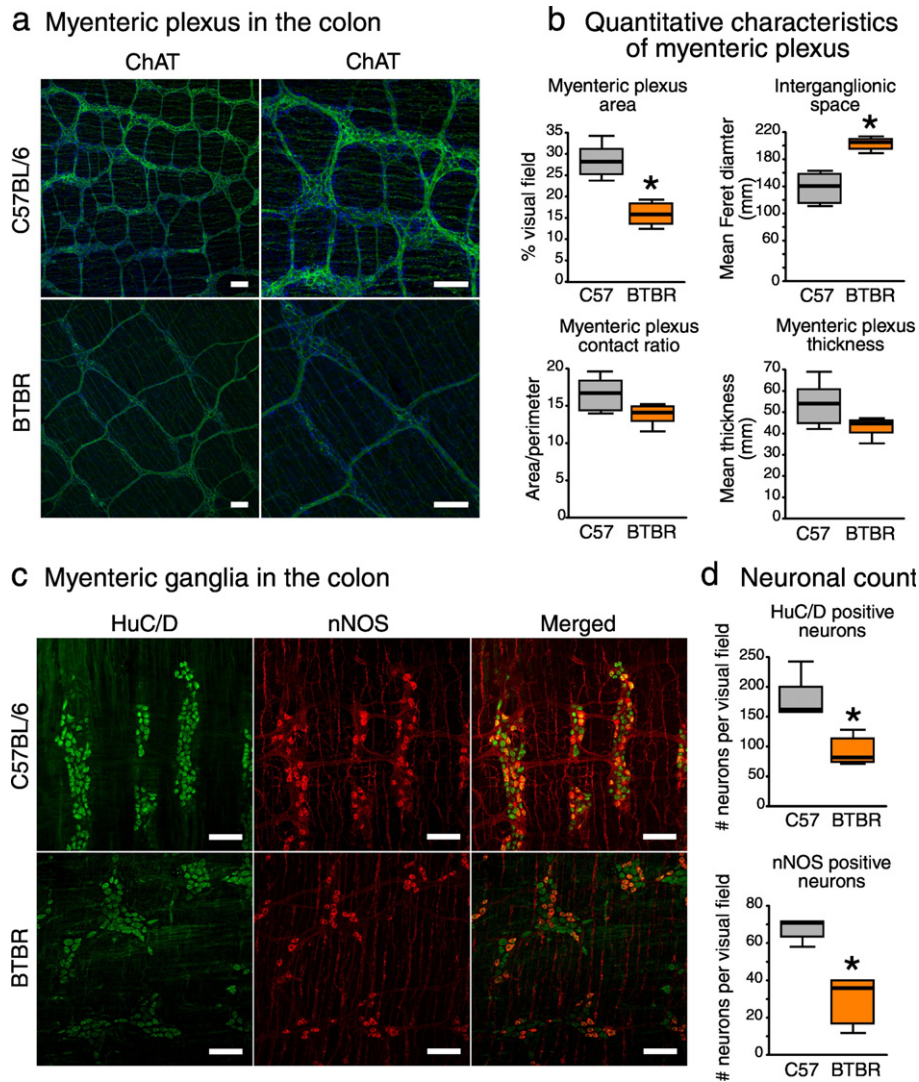 a Myenteric plexus in the colon
ChAT ChAT
C57BL/6
BTBR
b Quantitative characteristics
of myenteric plexus
Myenteric plexus
area
% visual field
35
30
25
20
15
10
5
0
C57 BTBR
Interganglionic
space
Mean Feret diamter
(mm)
220
180
140
100
60
0
C57 BTBR
Myenteric plexus
contact ratio
Area/perimeter
20
15
10
5
0
C57 BTBR
Myenteric plexus
thickness
Mean thickness
(mm)
70
60
50
40
30
20
10
0
C57 BTBR
c Myenteric ganglia in the colon
HuC/D nNOS Merged
C57BL/6
BTBR
d Neuronal count
HuC/D positive
neurons
# neurons per visual field
250
200
150
100
50
0
C57 BTBR
nNOS positive
neurons
# neurons per visual field
80
60
40
20
0
C57 BTBR